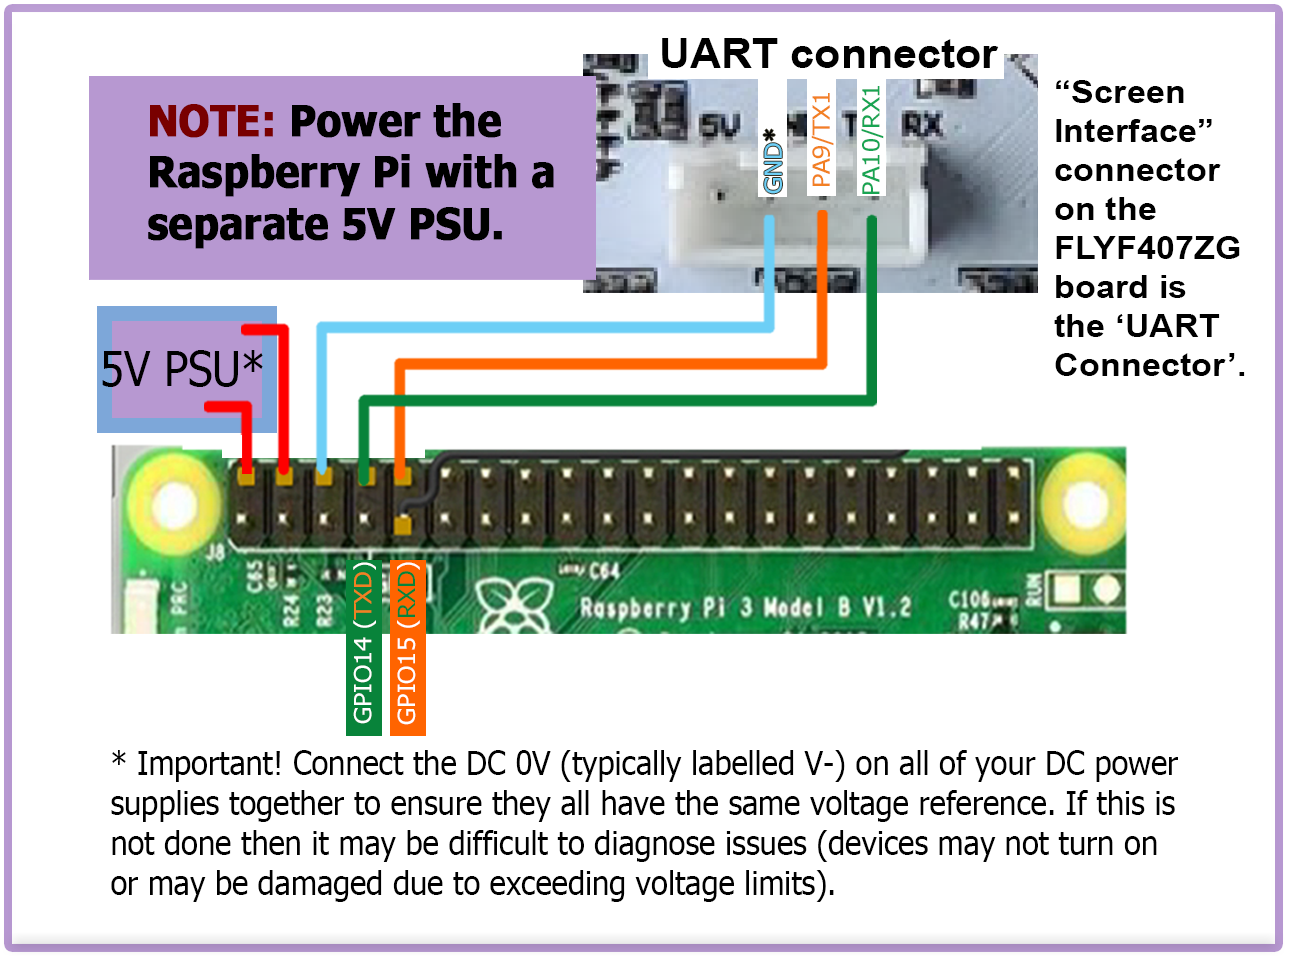 UART connector
NOTE: Power the
Raspberry Pi with a
separate 5V PSU.
“Screen
Interface”
connector
on the
FLYF407ZG
board is
the ‘UART
Connector’.
5V
GND*
PA9/TX1
PA10/RX1
RX
5V PSU*
J8
C65
R24
R23
PRC
GPIO14 (TXD)
GPIO15 (RXD)
C64
Raspberry Pi 3 Model B V1.2
C106
R47
RUN
* Important! Connect the DC 0V (typically labelled V-) on all of your DC power
supplies together to ensure they all have the same voltage reference. If this is
not done then it may be difficult to diagnose issues (devices may not turn on
or may be damaged due to exceeding voltage limits).